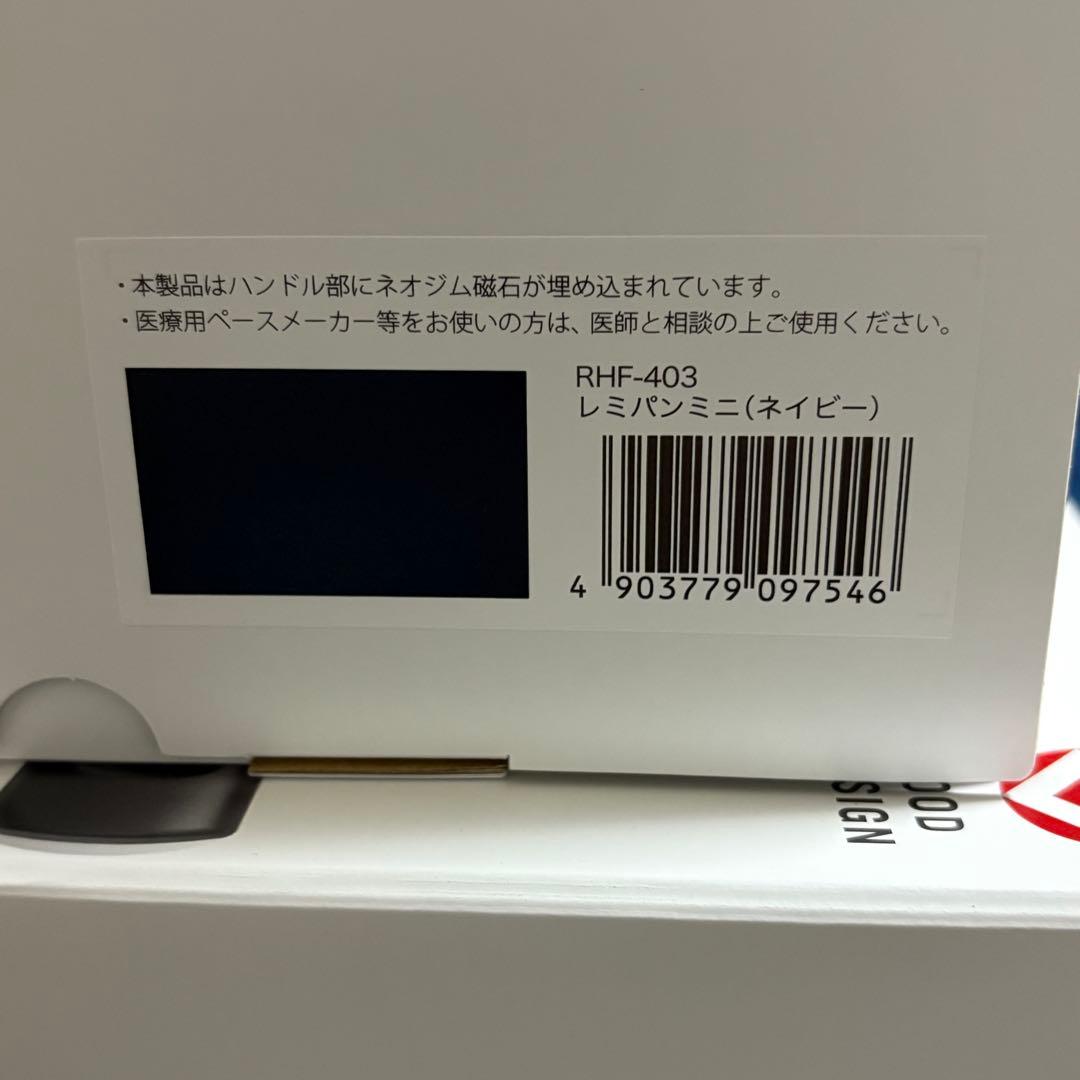 ・本製品はハンドル部にネオジム磁石が埋め込まれています。
・医療用ペースメーカー等をお使いの方は、医師と相談の上ご使用ください。
RHF-403
レミパンミニ(ネイビー)
4 903779 097546
OOD
SIGN